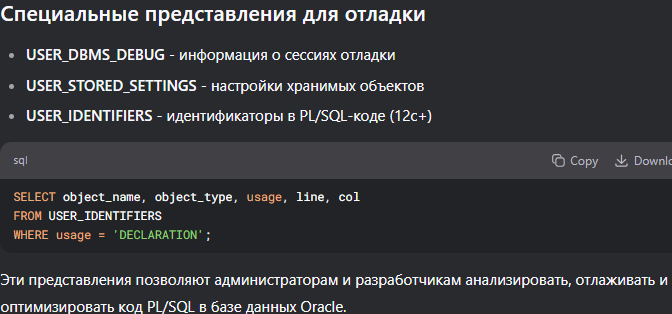 Специальные представления для отладки
USER_DBMS_DEBUG - информация о сессиях отладки
USER_STORED_SETTINGS - настройки хранимых объектов
USER_IDENTIFIERS - идентификаторы в PL/SQL-коде (12c+)
sql
Copy
Downlo
SELECT object_name, object_type, usage, line, col
FROM USER_IDENTIFIERS
WHERE usage = 'DECLARATION';
Эти представления позволяют администраторам и разработчикам анализировать, отлаживать и
оптимизировать код PL/SQL в базе данных Oracle.